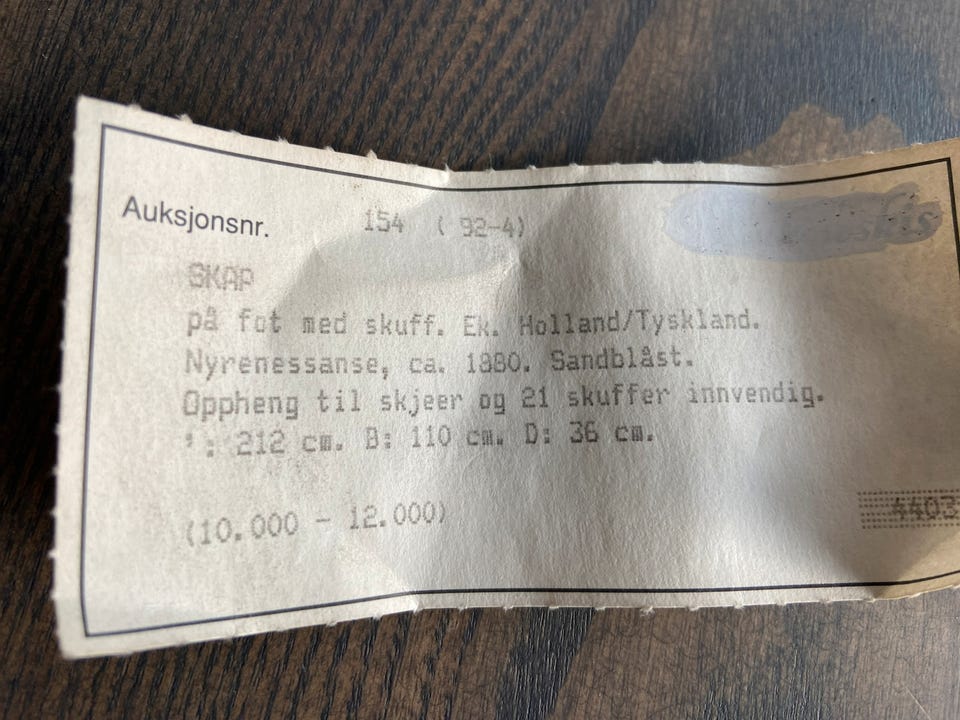 Auksjonsnr. 154 ( 92-4)
SKAP
på fot med skuff. Ek. Holland/Tyskland.
Nyrenessanse, ca. 1880. Sandblåst.
Oppheng til skjeer og 21 skuffer innvendig.
: 212 cm. B: 110 cm. D: 36 cm.
(10.000 - 12.000)